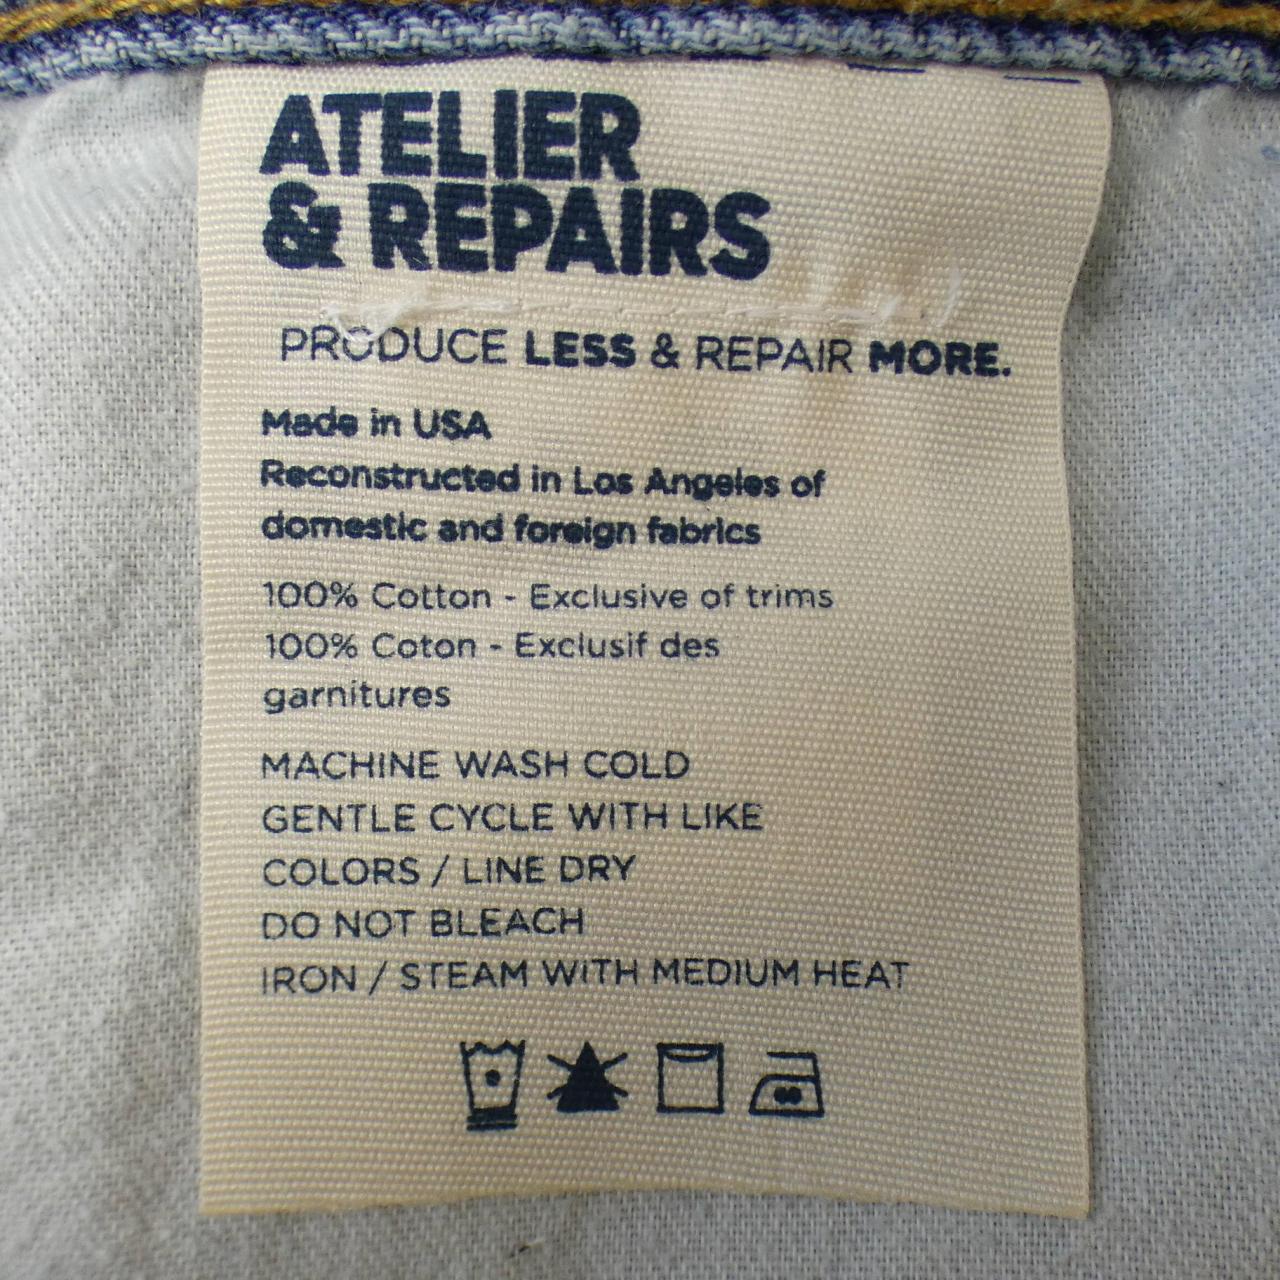 ATELIER
& REPAIRS
PRODUCE LESS & REPAIR MORE.
Made in USA
Reconstructed in Los Angeles of
domestic and foreign fabrics
100% Cotton - Exclusive of trims
100% Coton - Exclusif des
garnitures
MACHINE WASH COLD
GENTLE CYCLE WITH LIKE
COLORS / LINE DRY
DO NOT BLEACH
IRON / STEAM WITH MEDIUM HEAT